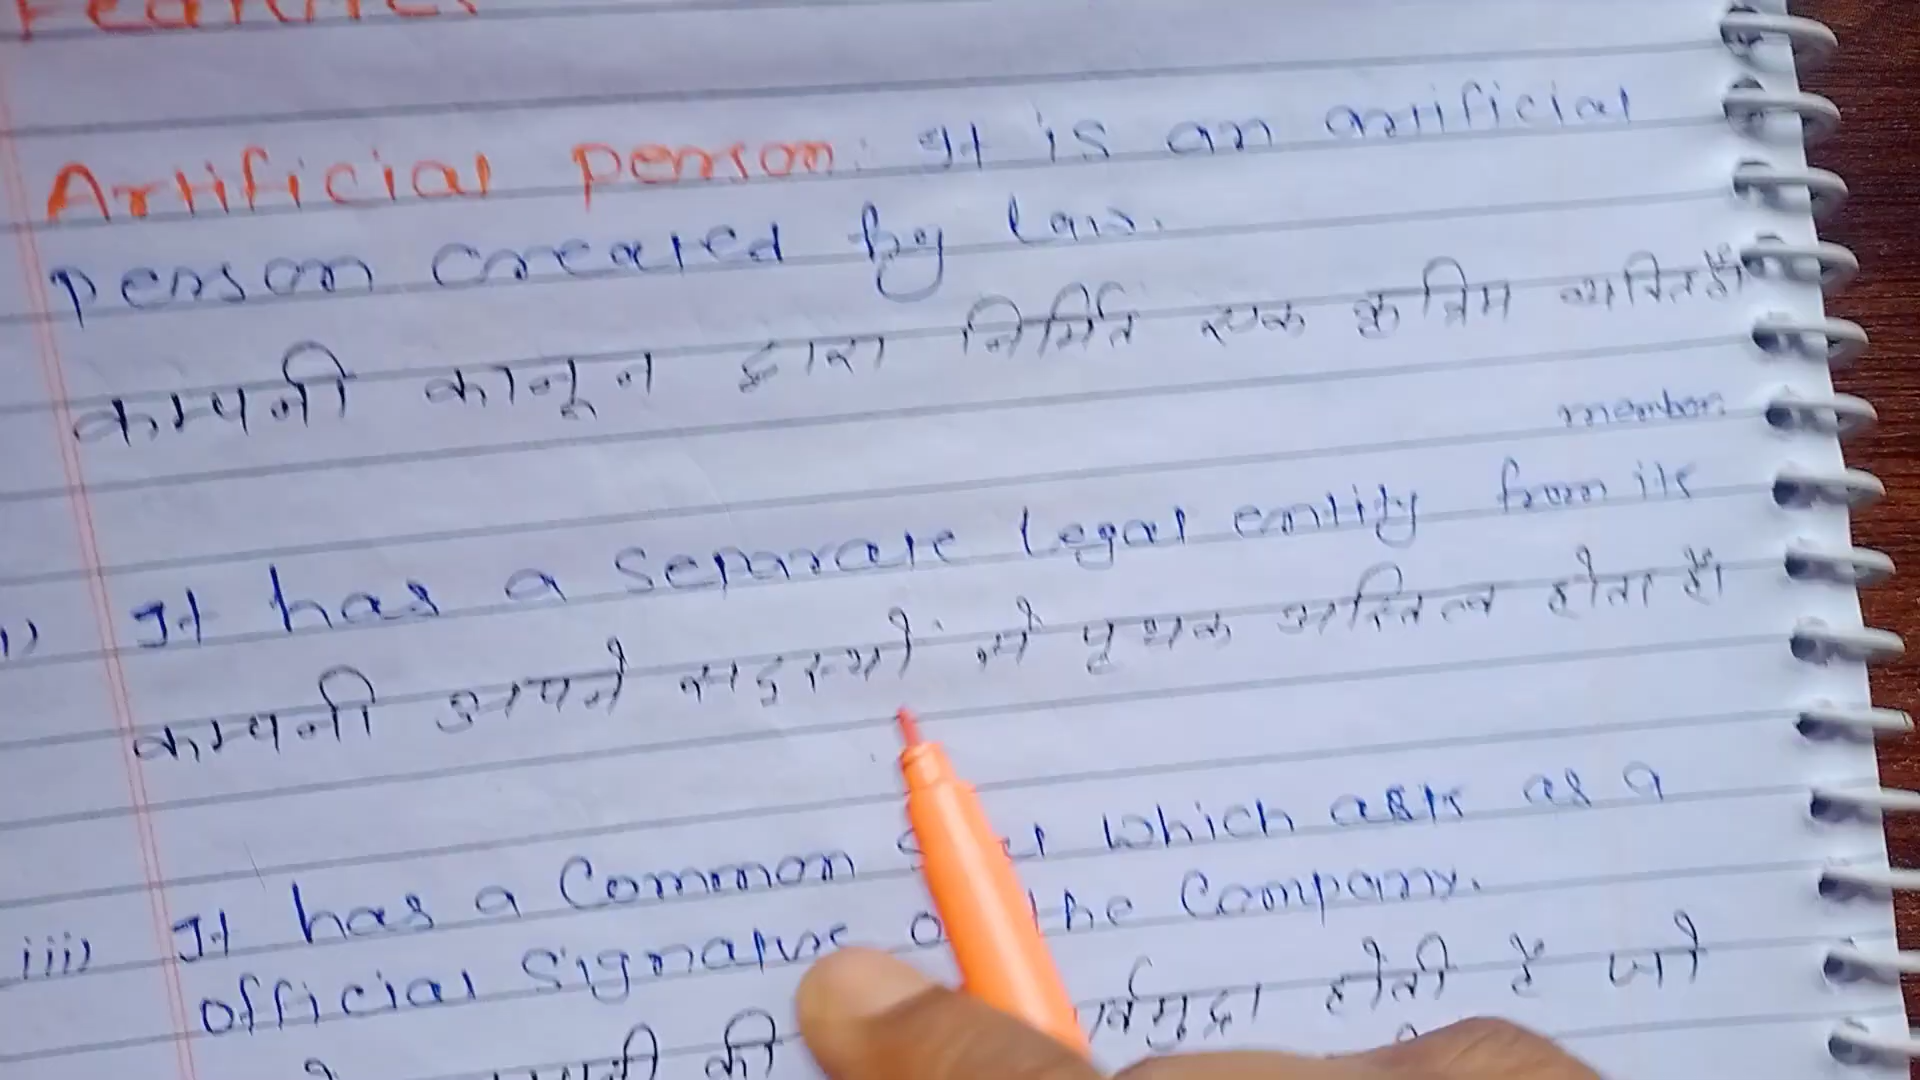 Features
Artificial person: It is an artificial
person created by law.
कम्पनी कानून द्वारा निर्मित एक कृत्रिम व्यक्ति है।
member
i) It has a separate legal entity from its
कम्पनी अपने सदस्यों से पृथक अस्तित्व होता है।
iii) It has a Common which as a
official signature the Company.
की होती है जो